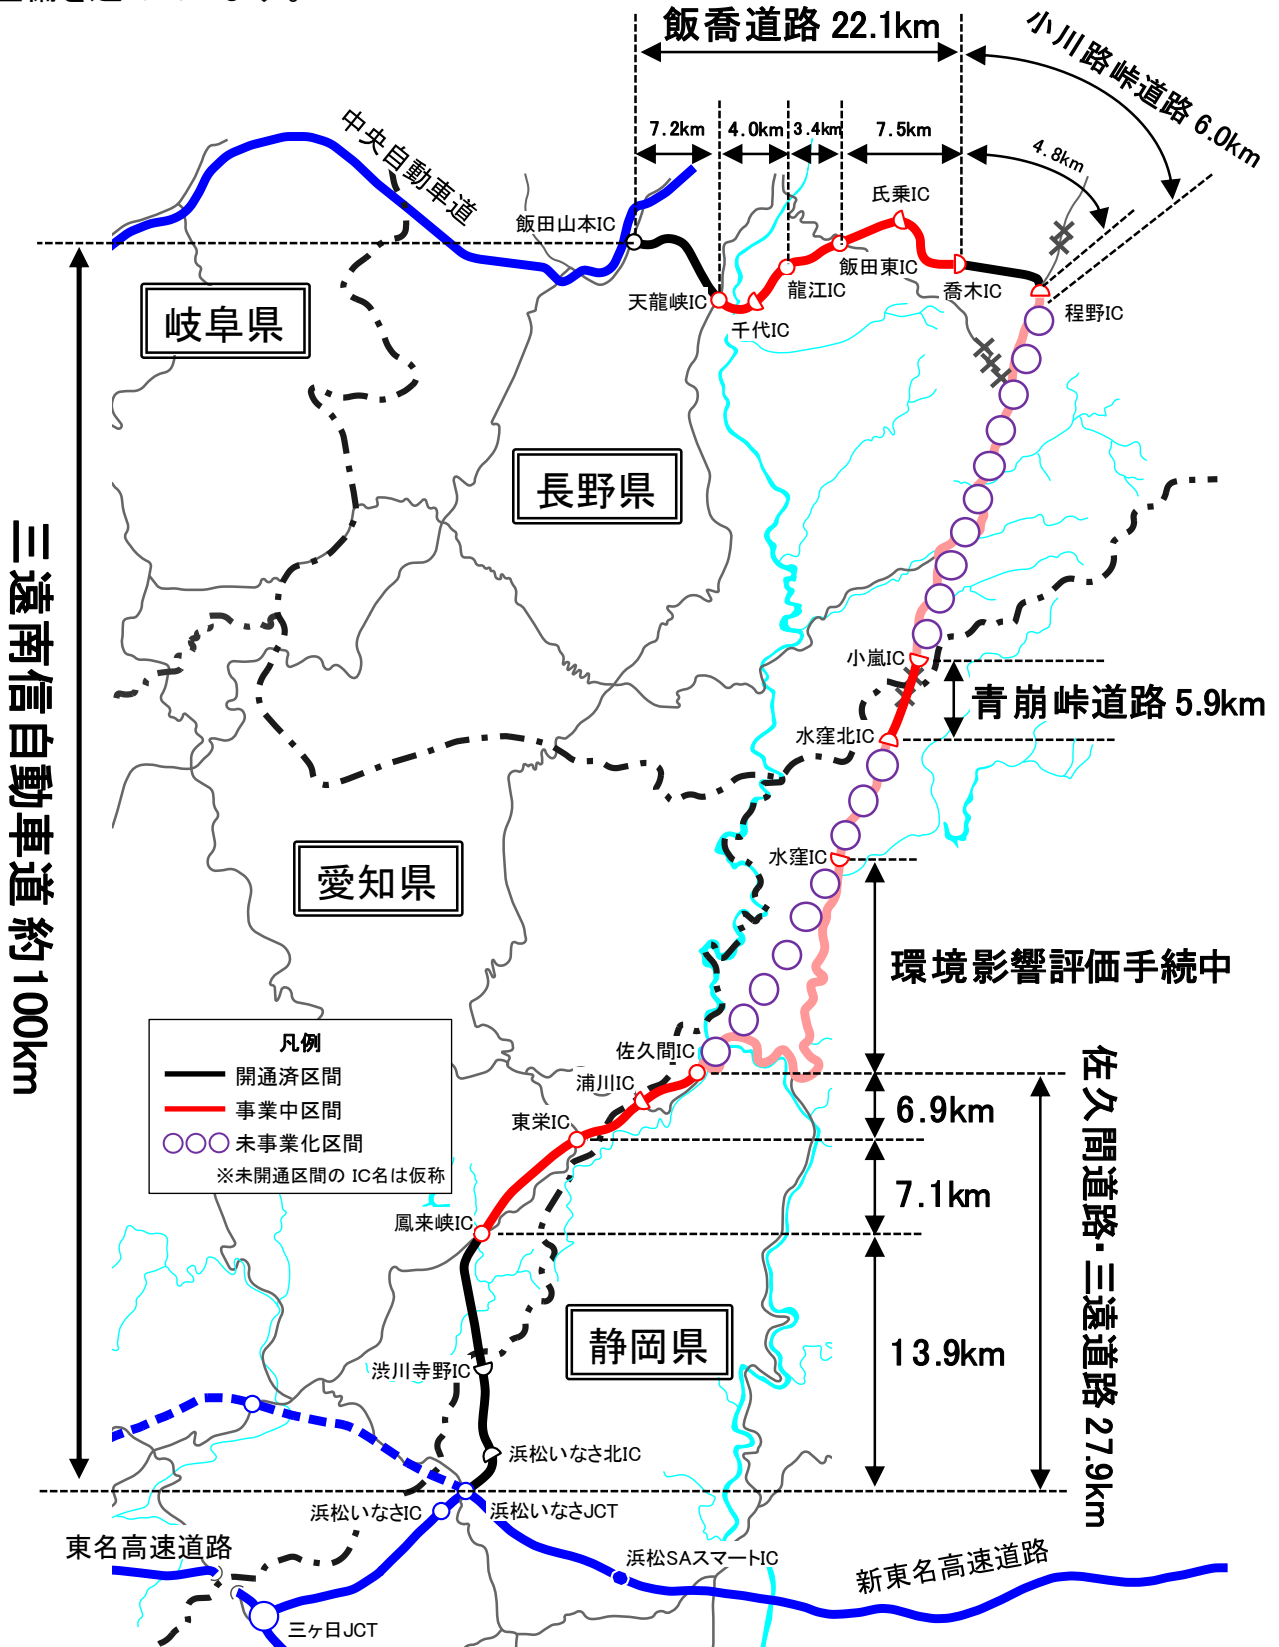 飯喬道路 22.1km
小川路峠道路 6.0km
7.2km
4.0km
3.4km
7.5km
4.8km
中央自動車道
飯田山本IC
氏乗IC
飯田東IC
喬木IC
天龍峡IC
龍江IC
千代IC
程野IC
岐阜県
長野県
三遠南信自動車道 約100km
小嵐IC
青崩峠道路 5.9km
水窪北IC
水窪IC
愛知県
環境影響評価手続中
凡例
開通済区間
事業中区間
未事業化区間
※未開通区間の IC名は仮称
佐久間IC
浦川IC
東栄IC
鳳来峡IC
6.9km
7.1km
13.9km
佐久間道路・三遠道路 27.9km
静岡県
渋川寺野IC
浜松いなさ北IC
浜松いなさIC
浜松いなさJCT
東名高速道路
浜松SAスマートIC
新東名高速道路
三ヶ日JCT